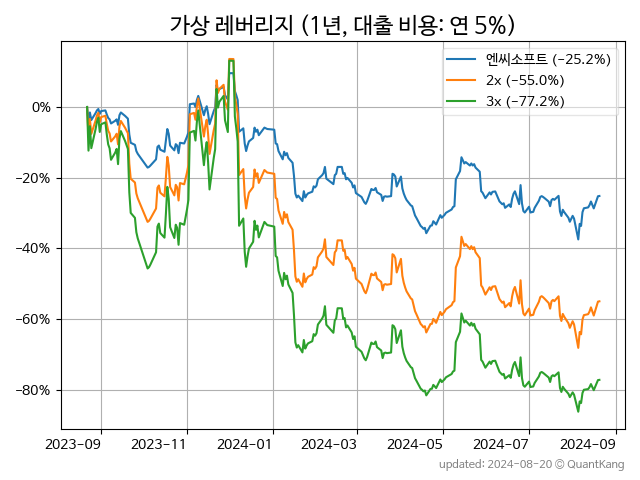 가상 레버리지 (1년, 대출 비용: 연 5%)
엔씨소프트 (−25.2%)
2x (−55.0%)
3x (−77.2%)
0%
−20%
−40%
−60%
−80%
2023-09 2023-11 2024-01 2024-03 2024-05 2024-07 2024-09
updated: 2024-08-20 © QuantKang